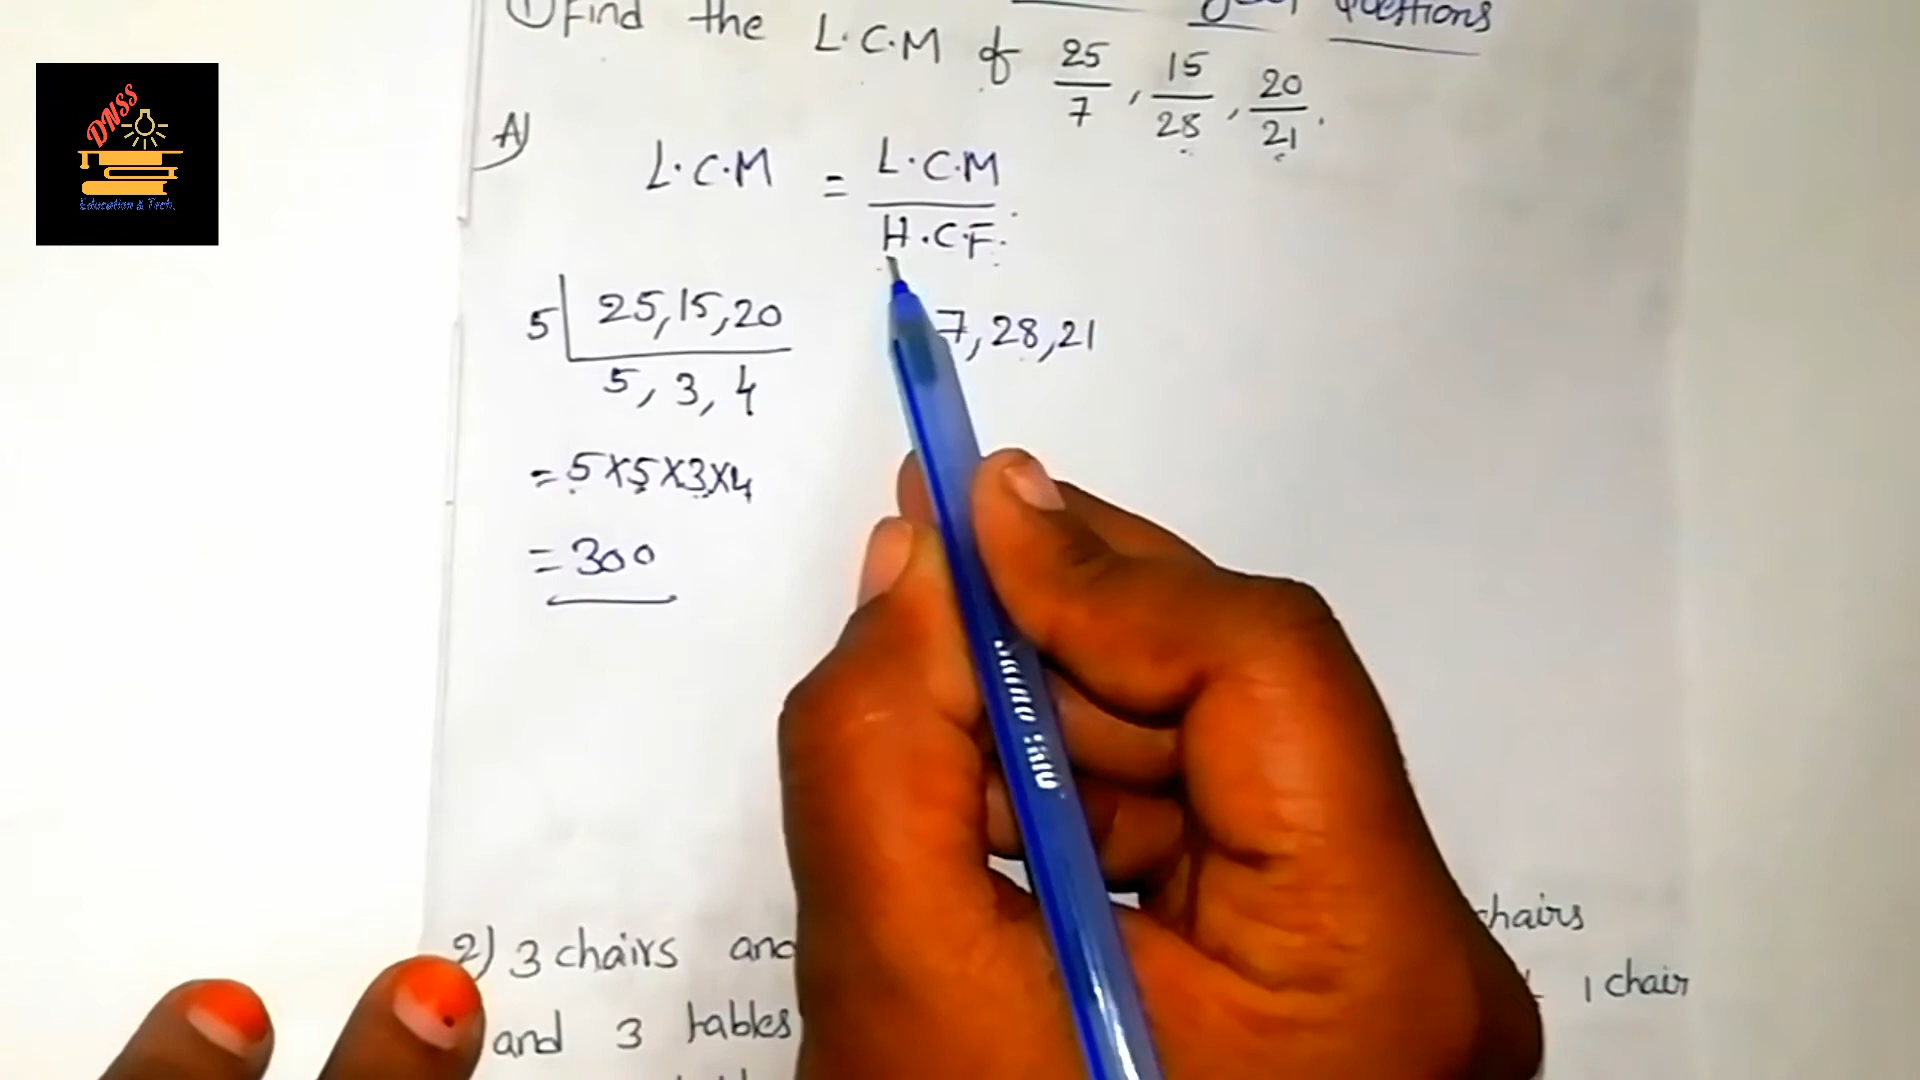 ① Find the L.C.M of 25/7, 15/28, 20/21.
Questions
A)
L.C.M = L.C.M/H.C.F.
5 | 25,15,20
5, 3, 4
7, 28, 21
= 5×5×3×4
= 300
2) 3 chairs and chairs
1 chair
and 3 tables
DNSS
Education & Tech.